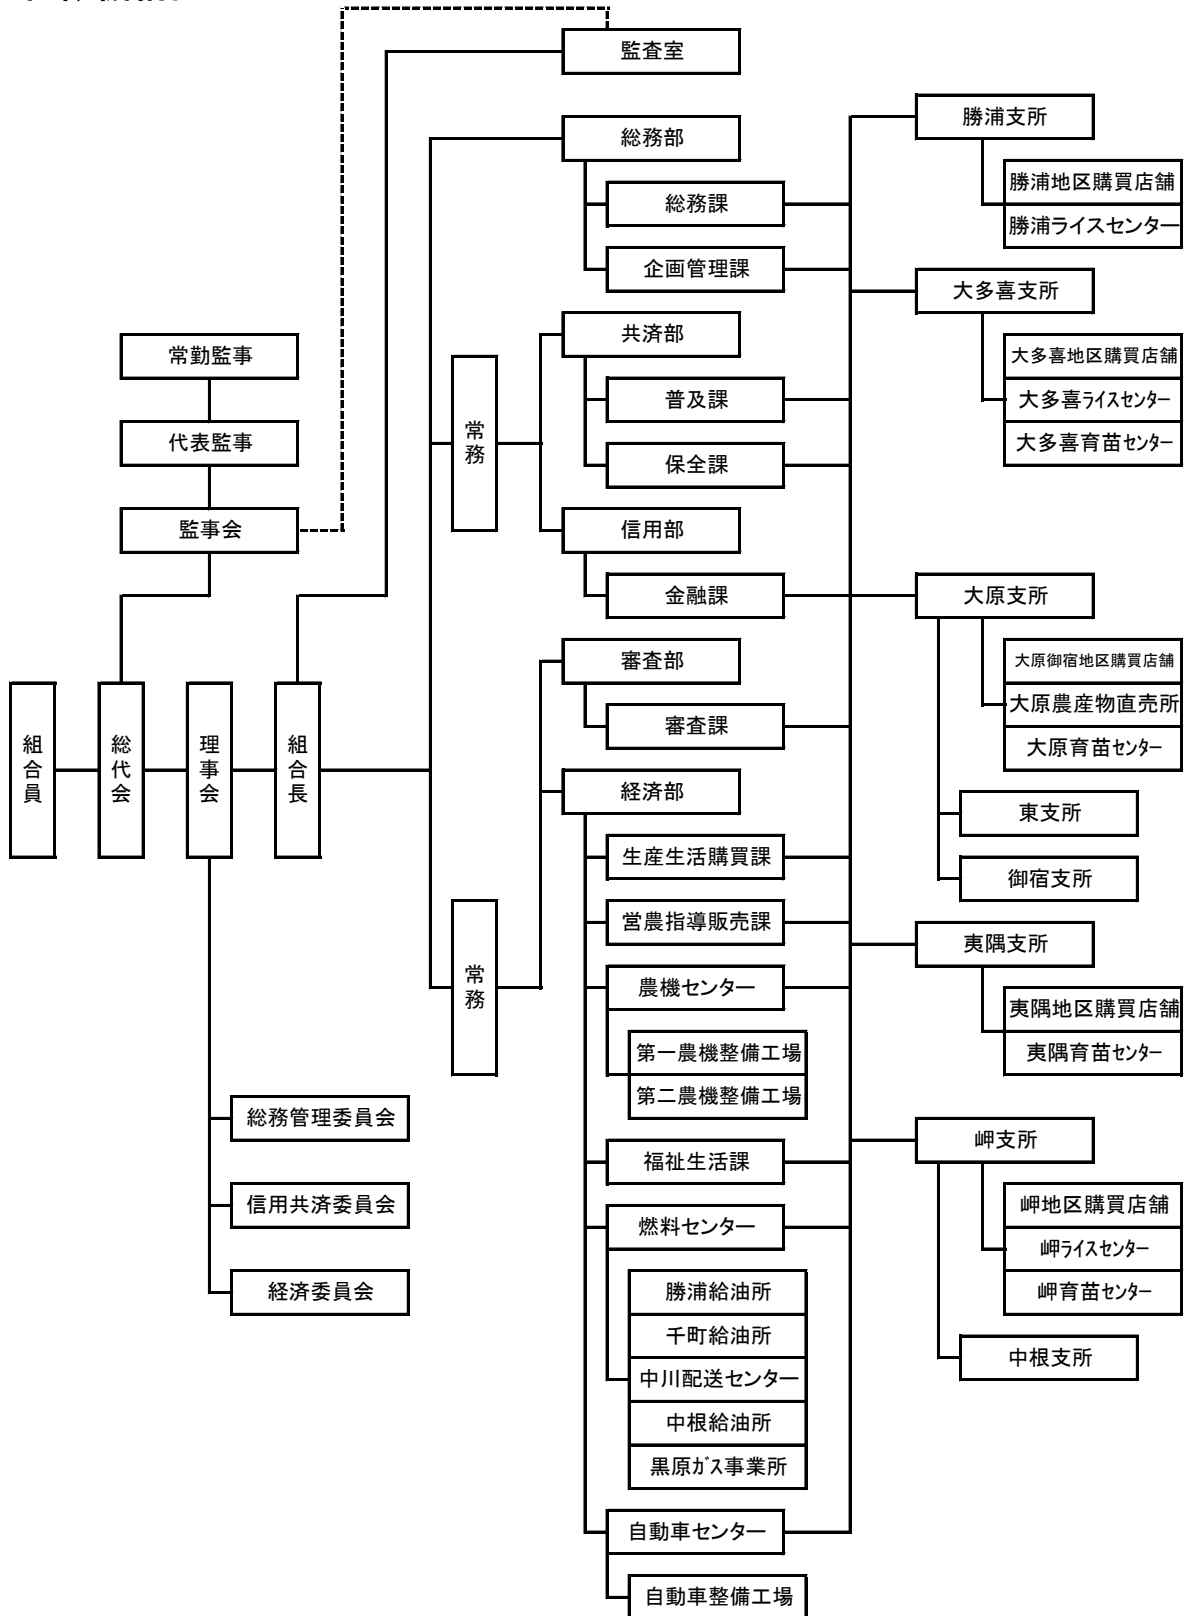 監査室
総務部
総務課
企画管理課
共済部
普及課
保全課
信用部
金融課
審査部
審査課
経済部
生産生活購買課
営農指導販売課
農機センター
第一農機整備工場
第二農機整備工場
福祉生活課
燃料センター
勝浦給油所
千町給油所
中川配送センター
中根給油所
黒原ガス事業所
自動車センター
自動車整備工場
常勤監事
代表監事
監事会
組合員
総代会
理事会
組合長
常務
常務
総務管理委員会
信用共済委員会
経済委員会
勝浦支所
勝浦地区購買店舗
勝浦ライスセンター
大多喜支所
大多喜地区購買店舗
大多喜ライスセンター
大多喜育苗センター
大原支所
大原御宿地区購買店舗
大原農産物直売所
大原育苗センター
東支所
御宿支所
夷隅支所
夷隅地区購買店舗
夷隅育苗センター
岬支所
岬地区購買店舗
岬ライスセンター
岬育苗センター
中根支所